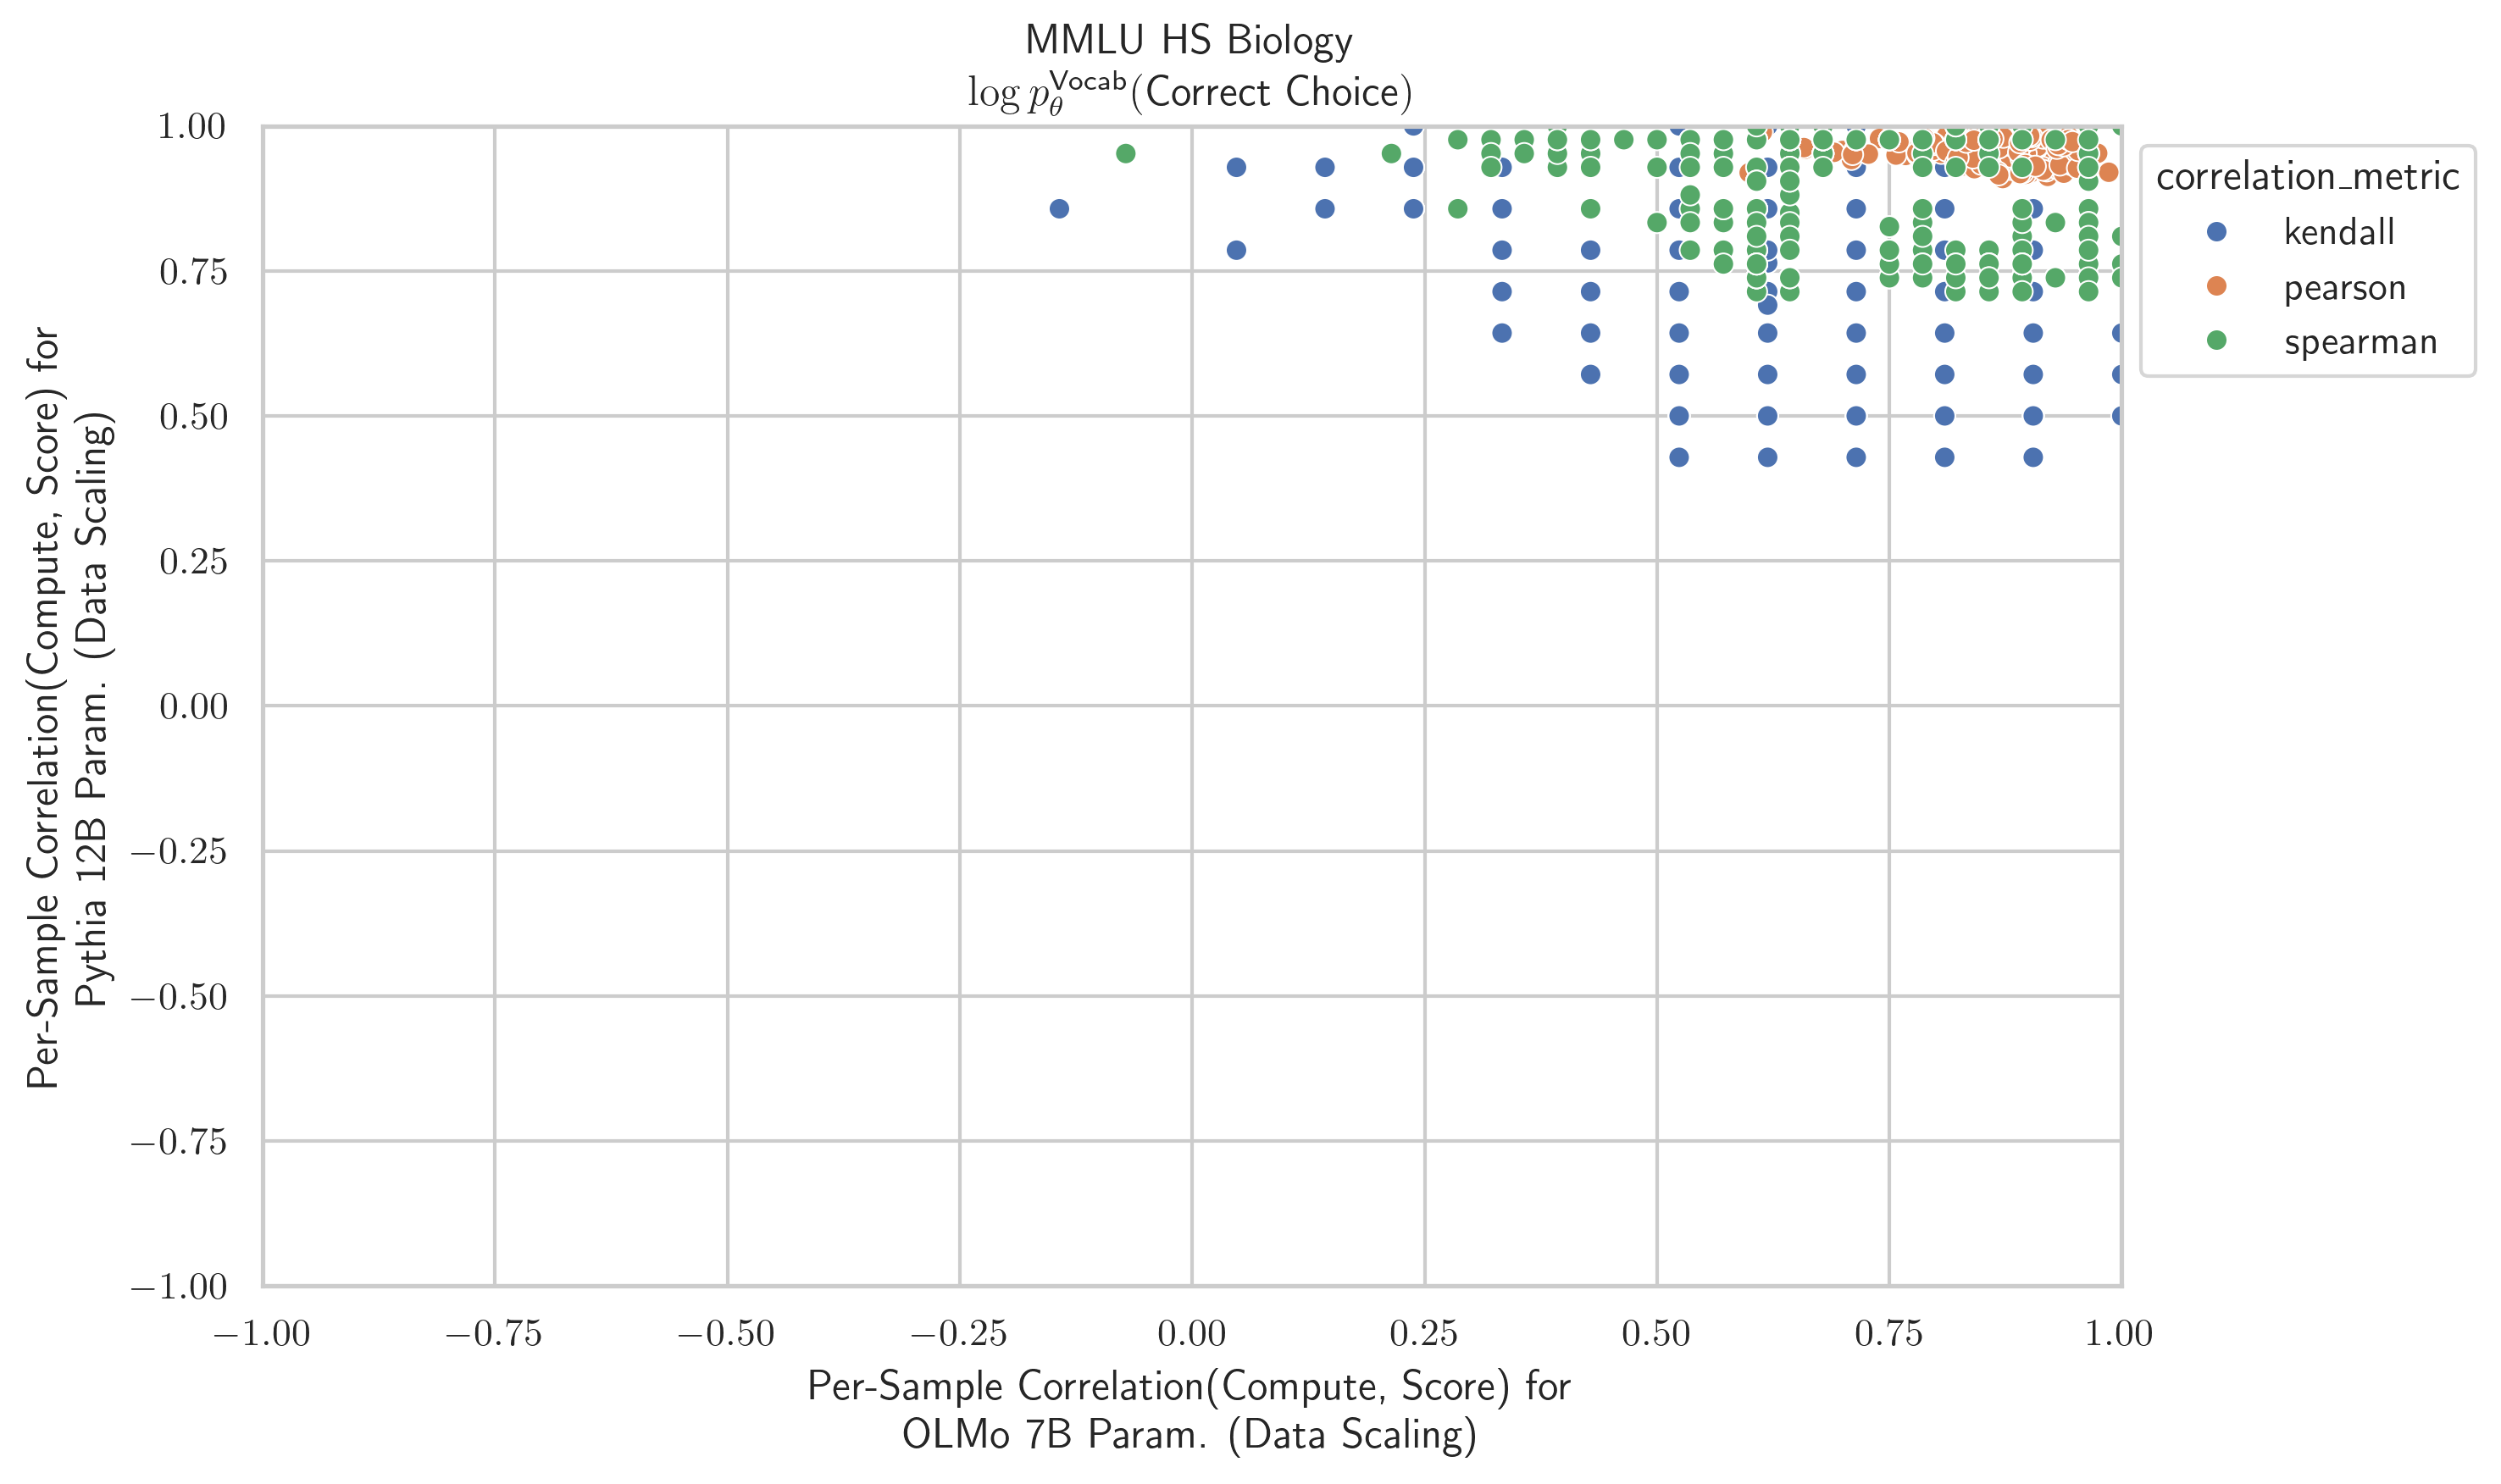 MMLU HS Biology
log p_θ^Vocab(Correct Choice)
1.00
0.75
0.50
0.25
0.00
−0.25
−0.50
−0.75
−1.00
Per-Sample Correlation(Compute, Score) for
Pythia 12B Param. (Data Scaling)
correlation_metric
kendall
pearson
spearman
−1.00 −0.75 −0.50 −0.25 0.00 0.25 0.50 0.75 1.00
Per-Sample Correlation(Compute, Score) for
OLMo 7B Param. (Data Scaling)